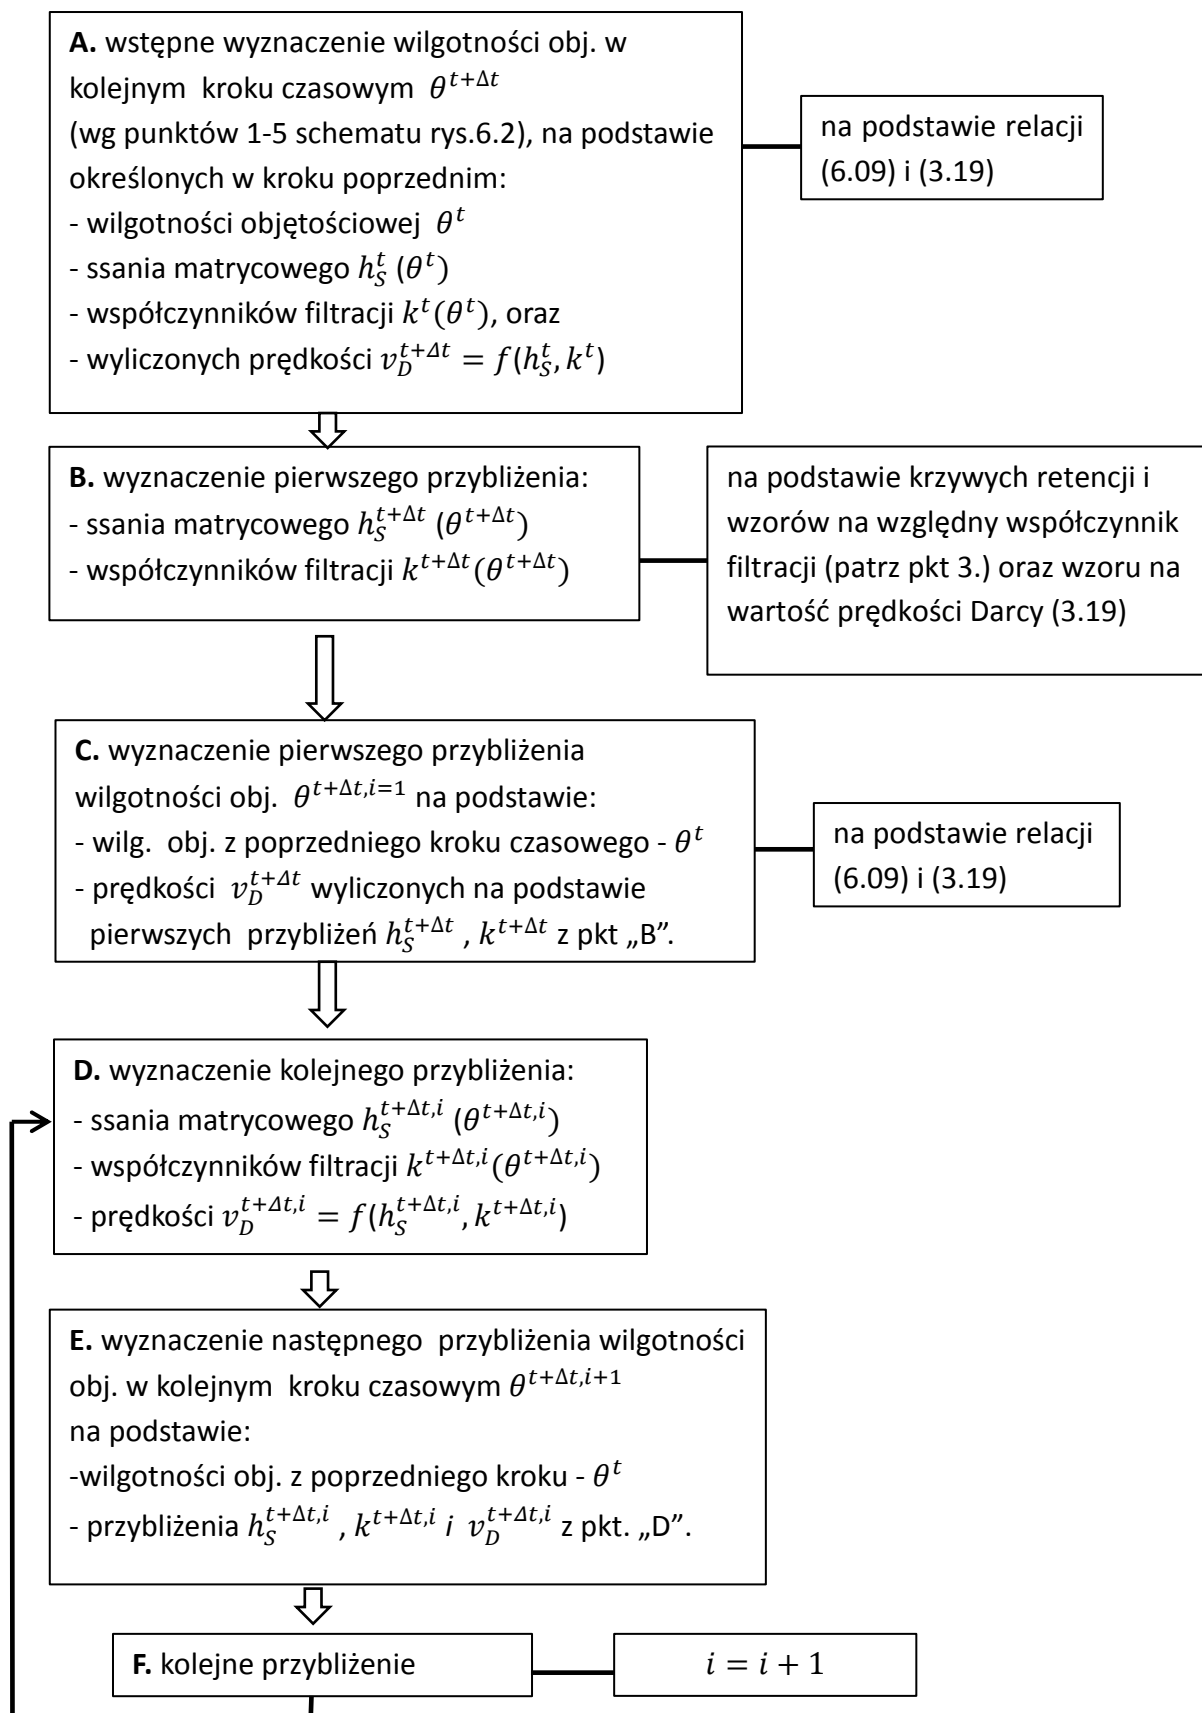 A. wstępne wyznaczenie wilgotności obj. w
kolejnym kroku czasowym θ^{t+Δt}
(wg punktów 1-5 schematu rys.6.2), na podstawie
określonych w kroku poprzednim:
- wilgotności objętościowej θ^t
- ssania matrycowego h_S^t (θ^t)
- współczynników filtracji k^t(θ^t), oraz
- wyliczonych prędkości v_D^{t+Δt} = f(h_S^t, k^t)
na podstawie relacji
(6.09) i (3.19)
B. wyznaczenie pierwszego przybliżenia:
- ssania matrycowego h_S^{t+Δt} (θ^{t+Δt})
- współczynników filtracji k^{t+Δt}(θ^{t+Δt})
na podstawie krzywych retencji i
wzorów na względny współczynnik
filtracji (patrz pkt 3.) oraz wzoru na
wartość prędkości Darcy (3.19)
C. wyznaczenie pierwszego przybliżenia
wilgotności obj. θ^{t+Δt,i=1} na podstawie:
- wilg. obj. z poprzedniego kroku czasowego - θ^t
- prędkości v_D^{t+Δt} wyliczonych na podstawie
pierwszych przybliżeń h_S^{t+Δt} , k^{t+Δt} z pkt „B”.
na podstawie relacji
(6.09) i (3.19)
D. wyznaczenie kolejnego przybliżenia:
- ssania matrycowego h_S^{t+Δt,i} (θ^{t+Δt,i})
- współczynników filtracji k^{t+Δt,i}(θ^{t+Δt,i})
- prędkości v_D^{t+Δt,i} = f(h_S^{t+Δt,i}, k^{t+Δt,i})
E. wyznaczenie następnego przybliżenia wilgotności
obj. w kolejnym kroku czasowym θ^{t+Δt,i+1}
na podstawie:
-wilgotności obj. z poprzedniego kroku - θ^t
- przybliżenia h_S^{t+Δt,i} , k^{t+Δt,i} i v_D^{t+Δt,i} z pkt. „D”.
F. kolejne przybliżenie
i = i + 1